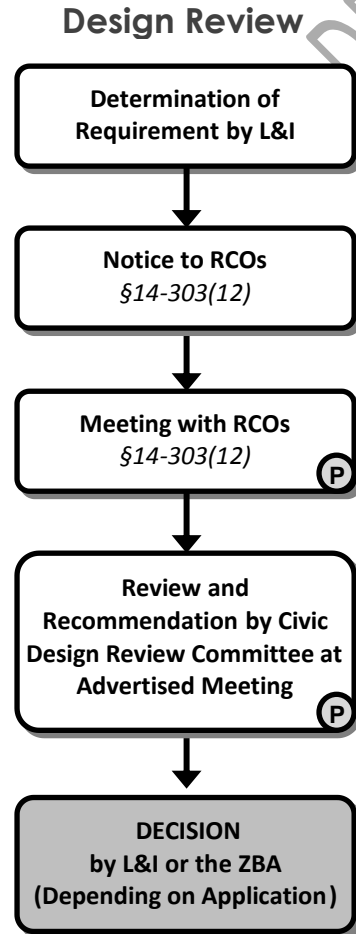 Design Review
Determination of
Requirement by L&I
Notice to RCOs
§14-303(12)
Meeting with RCOs
§14-303(12)
P
Review and
Recommendation by Civic
Design Review Committee at
Advertised Meeting
P
DECISION
by L&I or the ZBA
(Depending on Application)